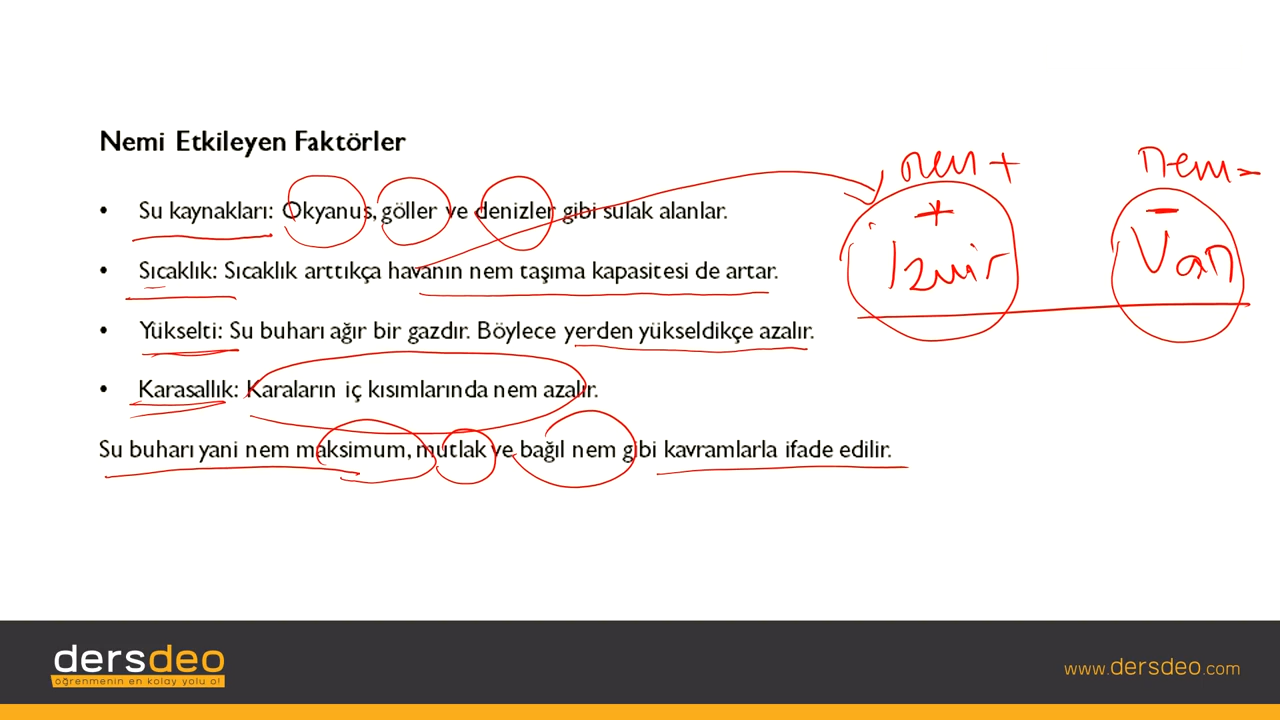 Nemi Etkileyen Faktörler
nem +
nem -
• Su kaynakları: Okyanus, göller ve denizler gibi sulak alanlar.
+
-
İzmir
Van
• Sıcaklık: Sıcaklık arttıkça havanın nem taşıma kapasitesi de artar.
• Yükselti: Su buharı ağır bir gazdır. Böylece yerden yükseldikçe azalır.
• Karasallık: Karaların iç kısımlarında nem azalır.
Su buharı yani nem maksimum, mutlak ve bağıl nem gibi kavramlarla ifade edilir.
dersdeo
öğrenmenin en kolay yolu o!
www.dersdeo.com